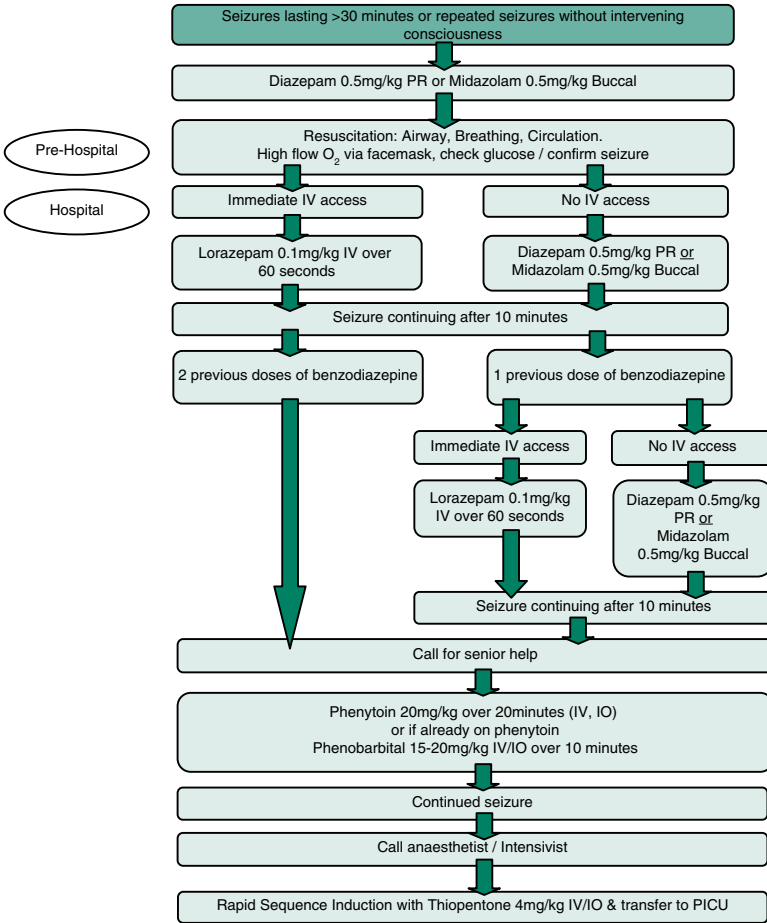 Seizures lasting >30 minutes or repeated seizures without intervening
consciousness
Diazepam 0.5mg/kg PR or Midazolam 0.5mg/kg Buccal
Pre-Hospital
Resuscitation: Airway, Breathing, Circulation.
High flow O2 via facemask, check glucose / confirm seizure
Hospital
Immediate IV access
No IV access
Lorazepam 0.1mg/kg IV over
60 seconds
Diazepam 0.5mg/kg PR or
Midazolam 0.5mg/kg Buccal
Seizure continuing after 10 minutes
2 previous doses of benzodiazepine
1 previous dose of benzodiazepine
Immediate IV access
No IV access
Lorazepam 0.1mg/kg
IV over 60 seconds
Diazepam 0.5mg/kg
PR or
Midazolam
0.5mg/kg Buccal
Seizure continuing after 10 minutes
Call for senior help
Phenytoin 20mg/kg over 20minutes (IV, IO)
or if already on phenytoin
Phenobarbital 15-20mg/kg IV/IO over 10 minutes
Continued seizure
Call anaesthetist / Intensivist
Rapid Sequence Induction with Thiopentone 4mg/kg IV/IO & transfer to PICU